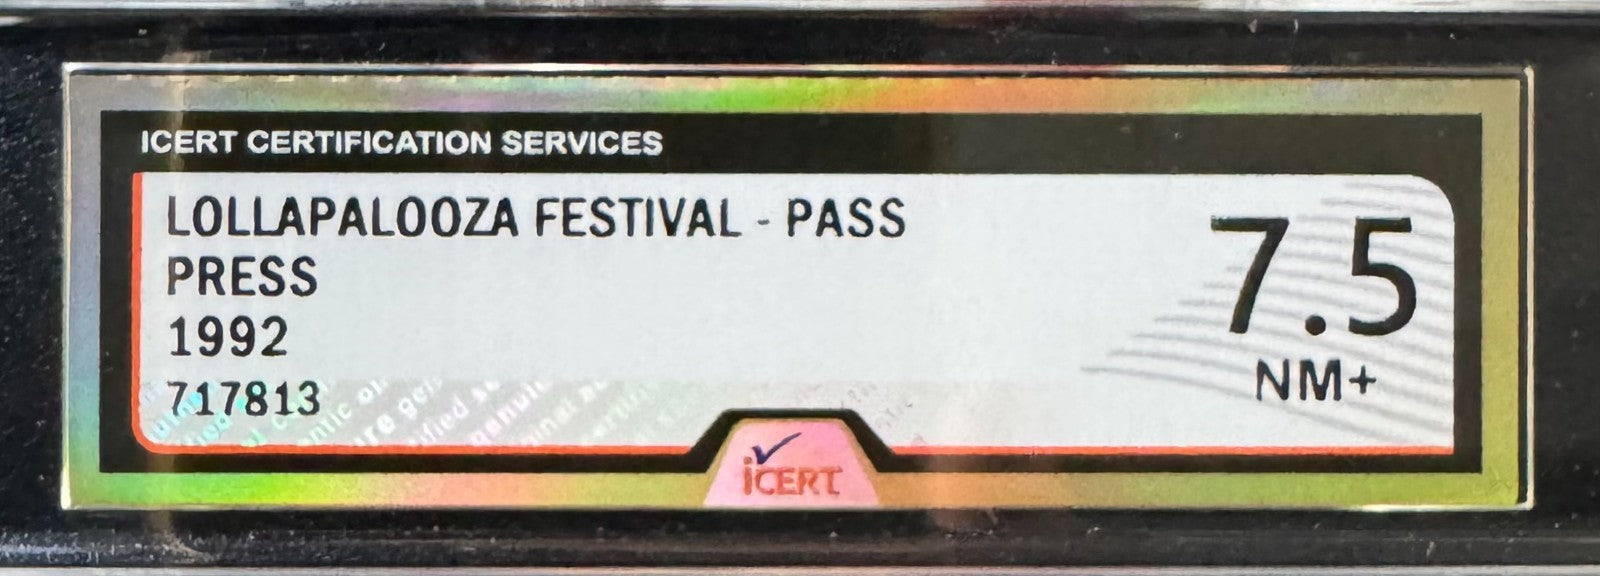 ICERT CERTIFICATION SERVICES
LOLLAPALOOZA FESTIVAL - PASS
PRESS
1992
717813
7.5
NM+
iCERT